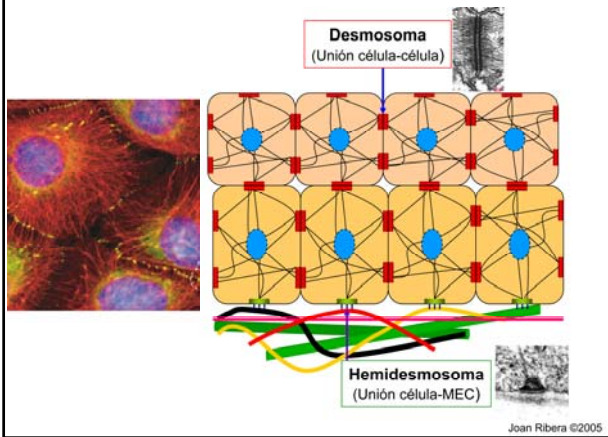 Desmosoma
(Unión célula-célula)
Hemidesmosoma
(Unión célula-MEC)
Joan Ribera ©2005